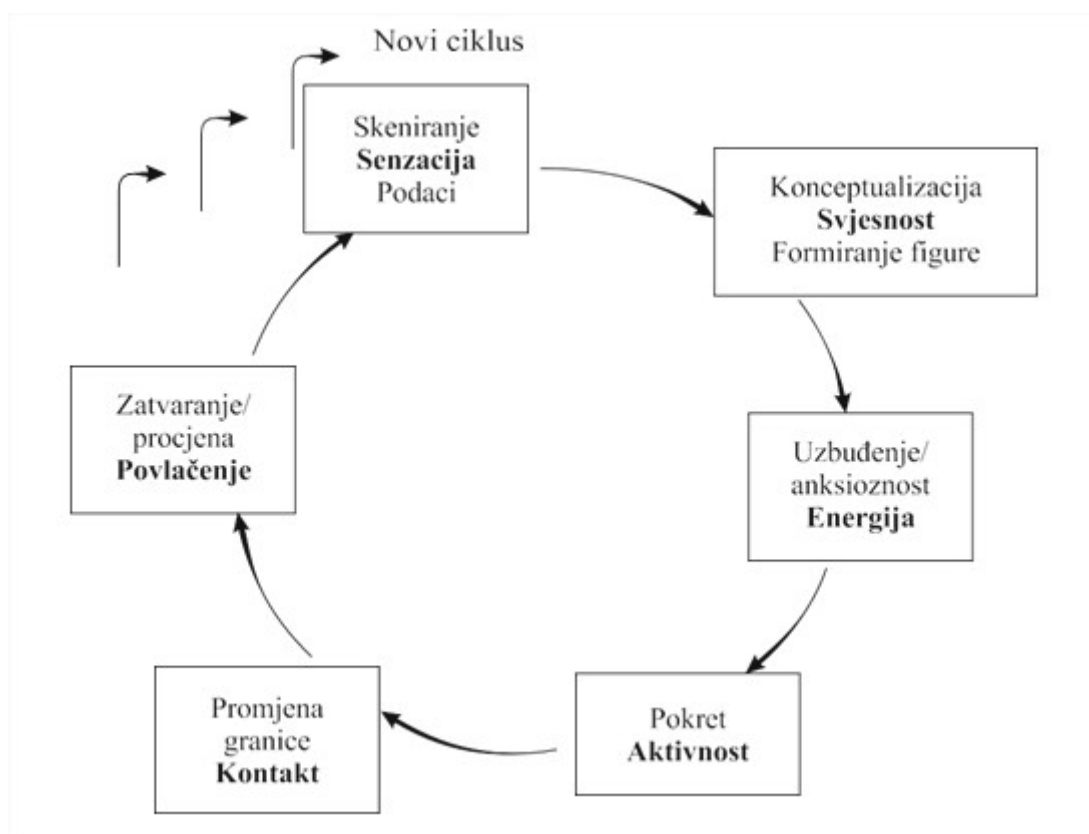 Novi ciklus
Skeniranje
Senzacija
Podaci
Konceptualizacija
Svjesnost
Formiranje figure
Uzbuđenje/
anksioznost
Energija
Pokret
Aktivnost
Promjena
granice
Kontakt
Zatvaranje/
procjena
Povlačenje